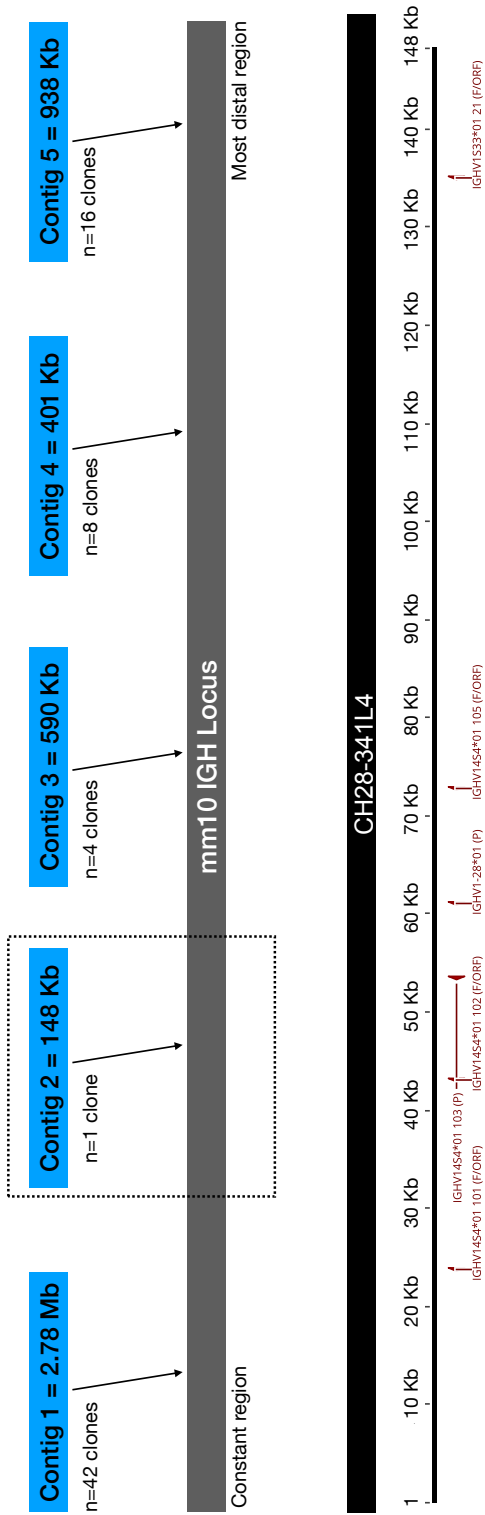 Contig 1 = 2.78 Mb
Contig 2 = 148 Kb
Contig 3 = 590 Kb
Contig 4 = 401 Kb
Contig 5 = 938 Kb
n=42 clones
n=1 clone
n=4 clones
n=8 clones
n=16 clones
mm10 IGH Locus
Constant region
Most distal region
CH28-341L4
1
10 Kb
20 Kb
30 Kb
40 Kb
50 Kb
60 Kb
70 Kb
80 Kb
90 Kb
100 Kb
110 Kb
120 Kb
130 Kb
140 Kb
148 Kb
IGHV14S4*01 103 (P)
IGHV14S4*01 101 (F/ORF)
IGHV14S4*01 102 (F/ORF)
IGHV1-28*01 (P)
IGHV14S4*01 105 (F/ORF)
IGHV1S33*01 21 (F/ORF)